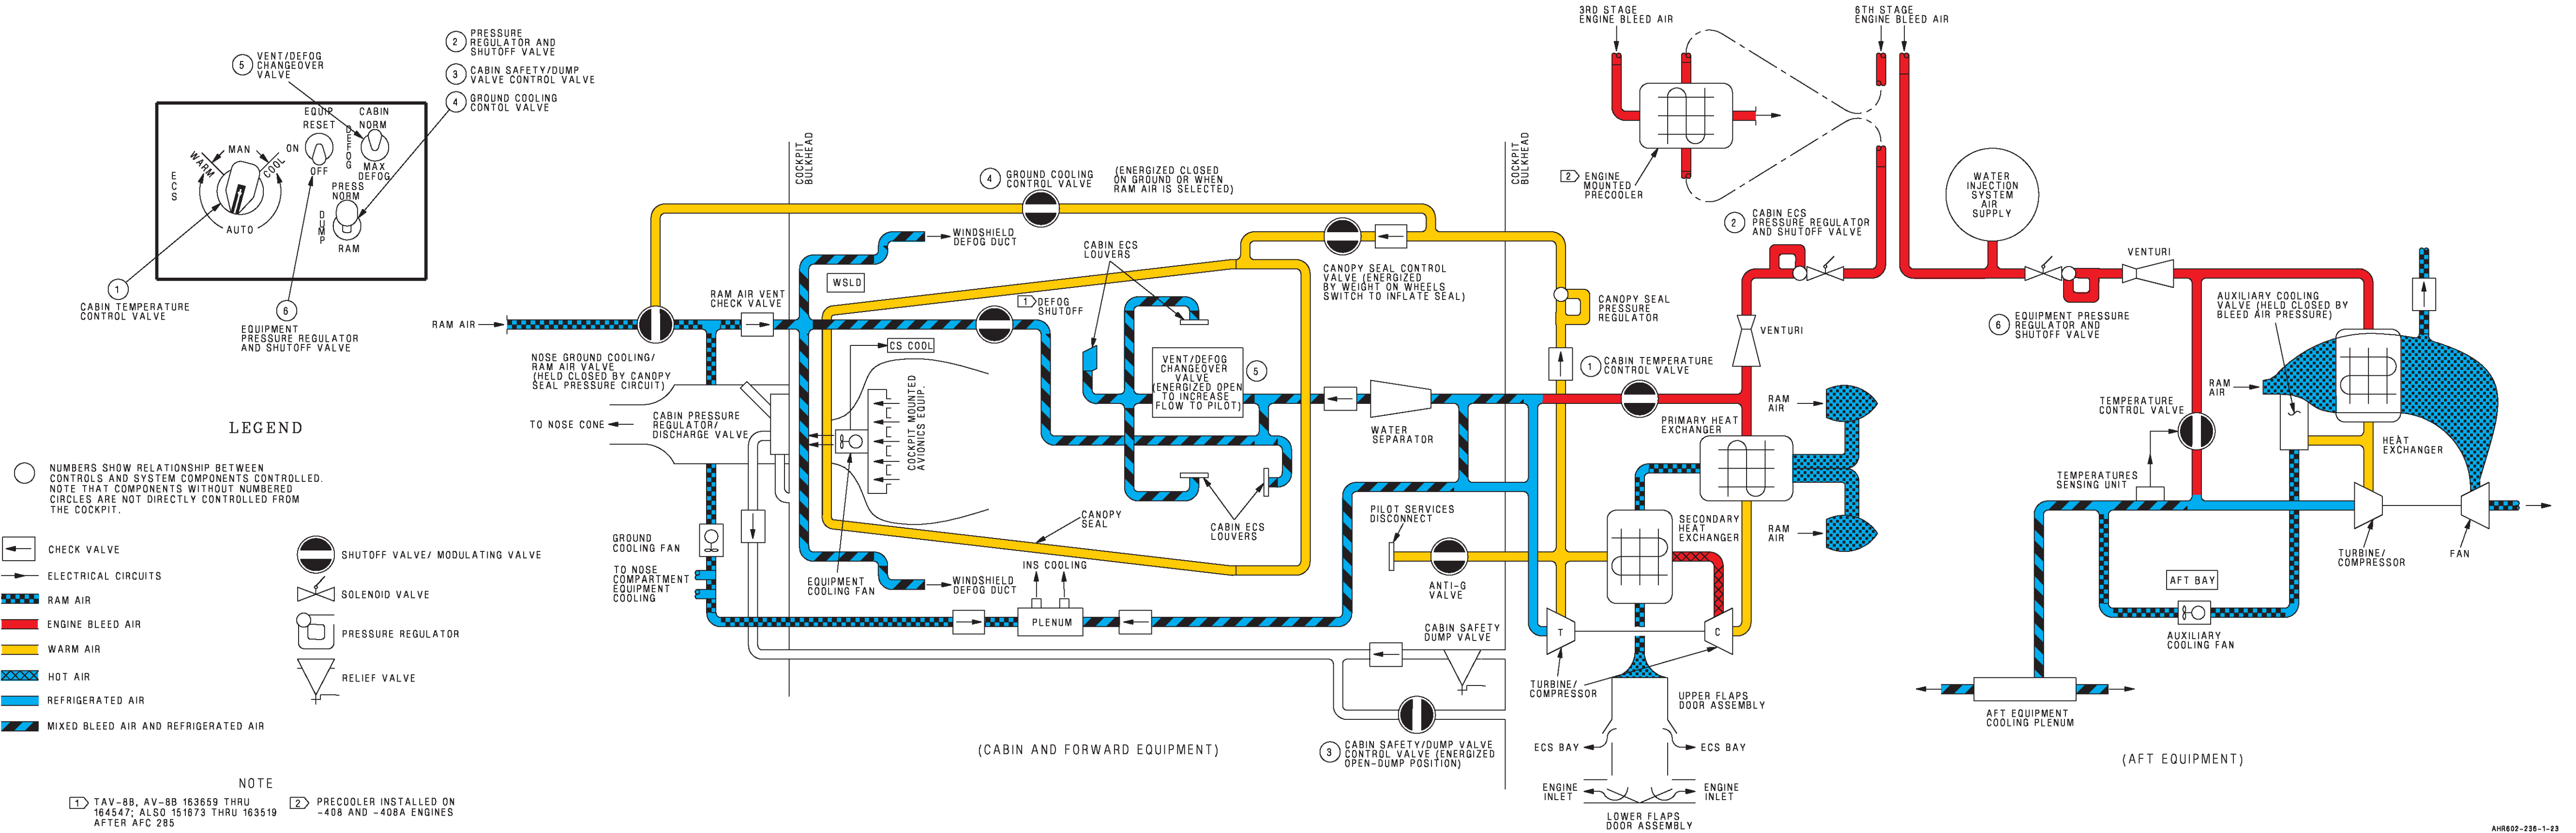 2 PRESSURE
REGULATOR AND
SHUTOFF VALVE
3 CABIN SAFETY/DUMP
VALVE CONTROL VALVE
4 GROUND COOLING
CONTOL VALVE
5 VENT/DEFOG
CHANGEOVER
VALVE
EQUIP
RESET
ON
OFF
DEFOG
CABIN
NORM
MAX
DEFOG
PRESS
NORM
DUMP
RAM
ECS
WARM
MAN
COOL
AUTO
1
CABIN TEMPERATURE
CONTROL VALVE
6
EQUIPMENT
PRESSURE REGULATOR
AND SHUTOFF VALVE
LEGEND
NUMBERS SHOW RELATIONSHIP BETWEEN
CONTROLS AND SYSTEM COMPONENTS CONTROLLED.
NOTE THAT COMPONENTS WITHOUT NUMBERED
CIRCLES ARE NOT DIRECTLY CONTROLLED FROM
THE COCKPIT.
CHECK VALVE
ELECTRICAL CIRCUITS
RAM AIR
ENGINE BLEED AIR
WARM AIR
HOT AIR
REFRIGERATED AIR
MIXED BLEED AIR AND REFRIGERATED AIR
SHUTOFF VALVE/ MODULATING VALVE
SOLENOID VALVE
PRESSURE REGULATOR
RELIEF VALVE
NOTE
1 TAV-8B, AV-8B 163659 THRU
164547; ALSO 151673 THRU 163519
AFTER AFC 285
2 PRECOOLER INSTALLED ON
-408 AND -408A ENGINES
COCKPIT
BULKHEAD
4 GROUND COOLING
CONTROL VALVE
(ENERGIZED CLOSED
ON GROUND OR WHEN
RAM AIR IS SELECTED)
COCKPIT
BULKHEAD
WINDSHIELD
DEFOG DUCT
WSLD
RAM AIR VENT
CHECK VALVE
RAM AIR
1 DEFOG
SHUTOFF
CABIN ECS
LOUVERS
CANOPY SEAL CONTROL
VALVE (ENERGIZED
BY WEIGHT ON WHEELS
SWITCH TO INFLATE SEAL)
CANOPY SEAL
PRESSURE
REGULATOR
NOSE GROUND COOLING/
RAM AIR VALVE
(HELD CLOSED BY CANOPY
SEAL PRESSURE CIRCUIT)
CS COOL
VENT/DEFOG
CHANGEOVER
VALVE
(ENERGIZED OPEN
TO INCREASE
FLOW TO PILOT)
5
1 CABIN TEMPERATURE
CONTROL VALVE
TO NOSE CONE
CABIN PRESSURE
REGULATOR/
DISCHARGE VALVE
COCKPIT MOUNTED
AVIONICS EQUIP.
WATER
SEPARATOR
PRIMARY HEAT
EXCHANGER
RAM
AIR
RAM
AIR
GROUND
COOLING FAN
TO NOSE
COMPARTMENT
EQUIPMENT
COOLING
EQUIPMENT
COOLING FAN
WINDSHIELD
DEFOG DUCT
CANOPY
SEAL
INS COOLING
PLENUM
CABIN ECS
LOUVERS
PILOT SERVICES
DISCONNECT
ANTI-G
VALVE
SECONDARY
HEAT
EXCHANGER
CABIN SAFETY
DUMP VALVE
T
C
TURBINE/
COMPRESSOR
UPPER FLAPS
DOOR ASSEMBLY
ECS BAY
ECS BAY
ENGINE
INLET
ENGINE
INLET
LOWER FLAPS
DOOR ASSEMBLY
3 CABIN SAFETY/DUMP VALVE
CONTROL VALVE (ENERGIZED
OPEN-DUMP POSITION)
(CABIN AND FORWARD EQUIPMENT)
3RD STAGE
ENGINE BLEED AIR
6TH STAGE
ENGINE BLEED AIR
2 ENGINE
MOUNTED
PRECOOLER
2 CABIN ECS
PRESSURE REGULATOR
AND SHUTOFF VALVE
VENTURI
WATER
INJECTION
SYSTEM
AIR
SUPPLY
VENTURI
6 EQUIPMENT PRESSURE
REGULATOR AND
SHUTOFF VALVE
AUXILIARY COOLING
VALVE (HELD CLOSED BY
BLEED AIR PRESSURE)
RAM
AIR
TEMPERATURE
CONTROL VALVE
HEAT
EXCHANGER
TEMPERATURES
SENSING UNIT
TURBINE/
COMPRESSOR
FAN
AFT BAY
AUXILIARY
COOLING FAN
AFT EQUIPMENT
COOLING PLENUM
(AFT EQUIPMENT)
AHR602-236-1-23